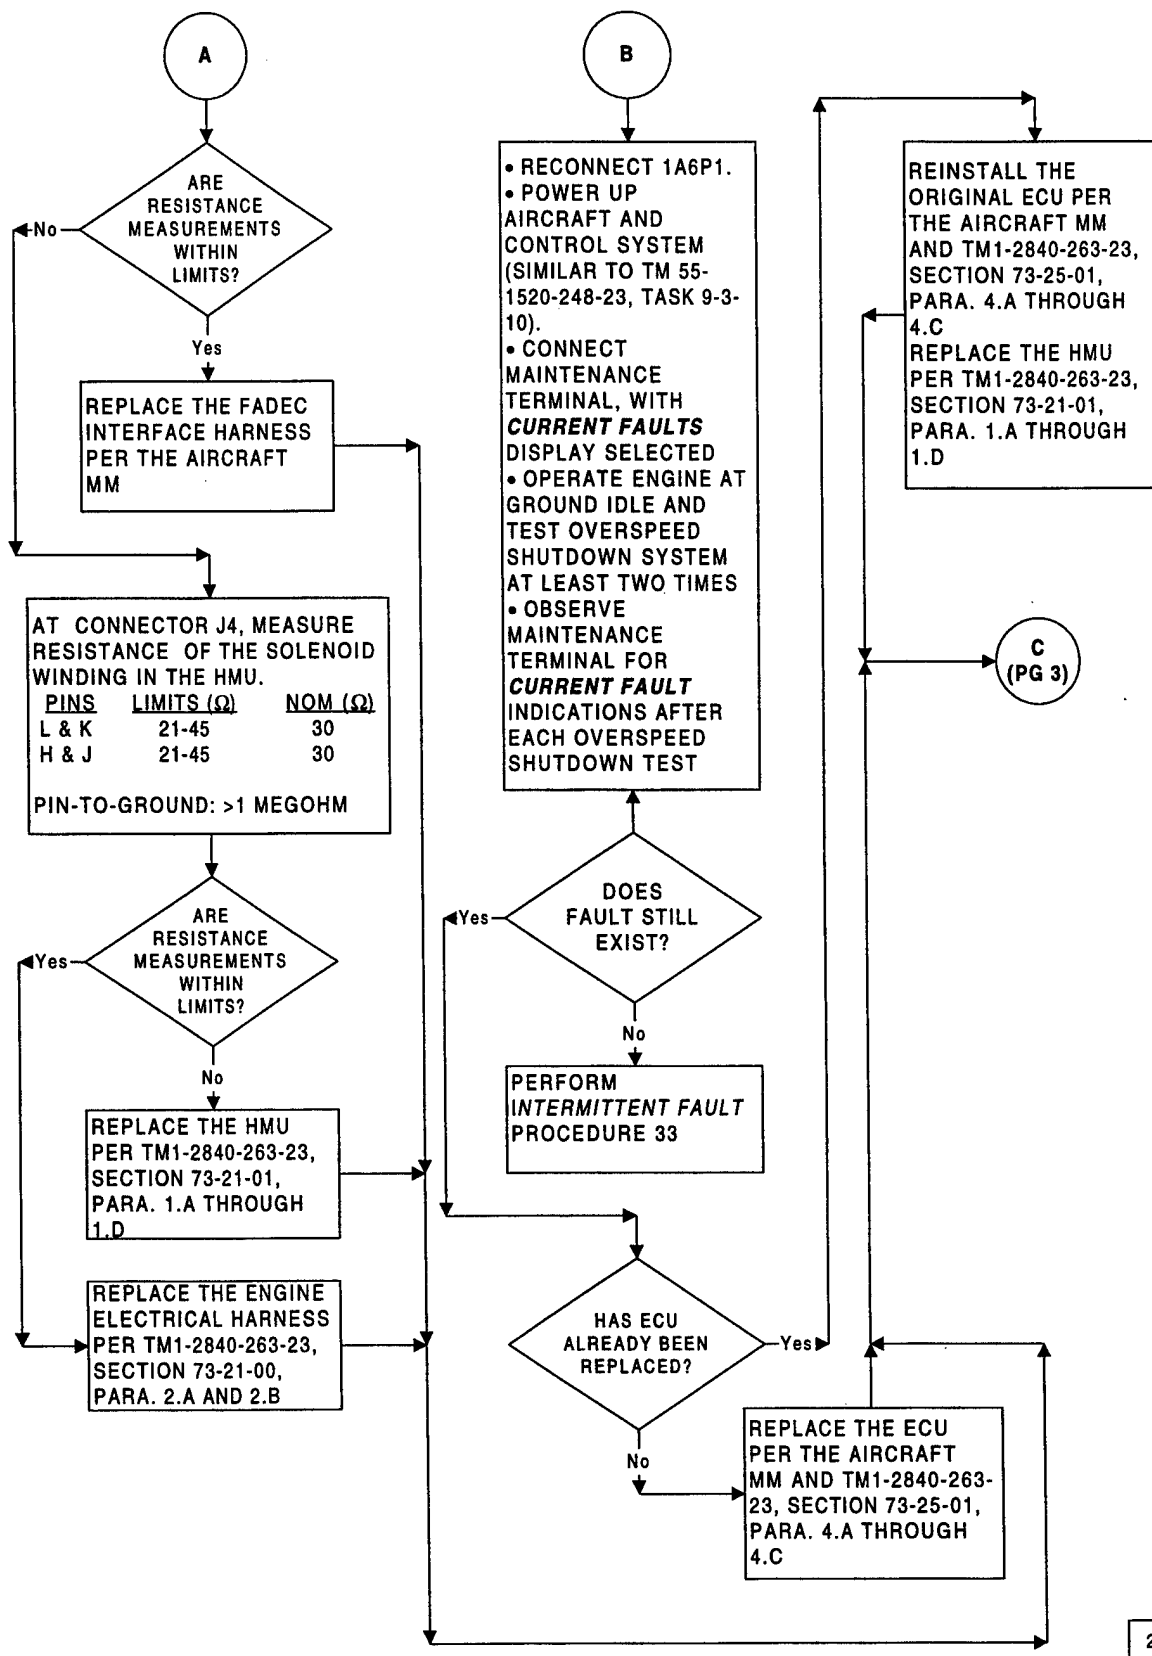 A
ARE
RESISTANCE
MEASUREMENTS
WITHIN
LIMITS?
No
Yes
REPLACE THE FADEC
INTERFACE HARNESS
PER THE AIRCRAFT
MM
AT CONNECTOR J4, MEASURE
RESISTANCE OF THE SOLENOID
WINDING IN THE HMU.
PINS LIMITS (Ω) NOM (Ω)
L & K 21-45 30
H & J 21-45 30
PIN-TO-GROUND: >1 MEGOHM
ARE
RESISTANCE
MEASUREMENTS
WITHIN
LIMITS?
Yes
No
REPLACE THE HMU
PER TM1-2840-263-23,
SECTION 73-21-01,
PARA. 1.A THROUGH
1.D
REPLACE THE ENGINE
ELECTRICAL HARNESS
PER TM1-2840-263-23,
SECTION 73-21-00,
PARA. 2.A AND 2.B
B
• RECONNECT 1A6P1.
• POWER UP
AIRCRAFT AND
CONTROL SYSTEM
(SIMILAR TO TM 55-
1520-248-23, TASK 9-3-
10).
• CONNECT
MAINTENANCE
TERMINAL, WITH
CURRENT FAULTS
DISPLAY SELECTED
• OPERATE ENGINE AT
GROUND IDLE AND
TEST OVERSPEED
SHUTDOWN SYSTEM
AT LEAST TWO TIMES
• OBSERVE
MAINTENANCE
TERMINAL FOR
CURRENT FAULT
INDICATIONS AFTER
EACH OVERSPEED
SHUTDOWN TEST
DOES
FAULT STILL
EXIST?
Yes
No
PERFORM
INTERMITTENT FAULT
PROCEDURE 33
HAS ECU
ALREADY BEEN
REPLACED?
Yes
No
REPLACE THE ECU
PER THE AIRCRAFT
MM AND TM1-2840-263-
23, SECTION 73-25-01,
PARA. 4.A THROUGH
4.C
REINSTALL THE
ORIGINAL ECU PER
THE AIRCRAFT MM
AND TM1-2840-263-23,
SECTION 73-25-01,
PARA. 4.A THROUGH
4.C
REPLACE THE HMU
PER TM1-2840-263-23,
SECTION 73-21-01,
PARA. 1.A THROUGH
1.D
C
(PG 3)
2